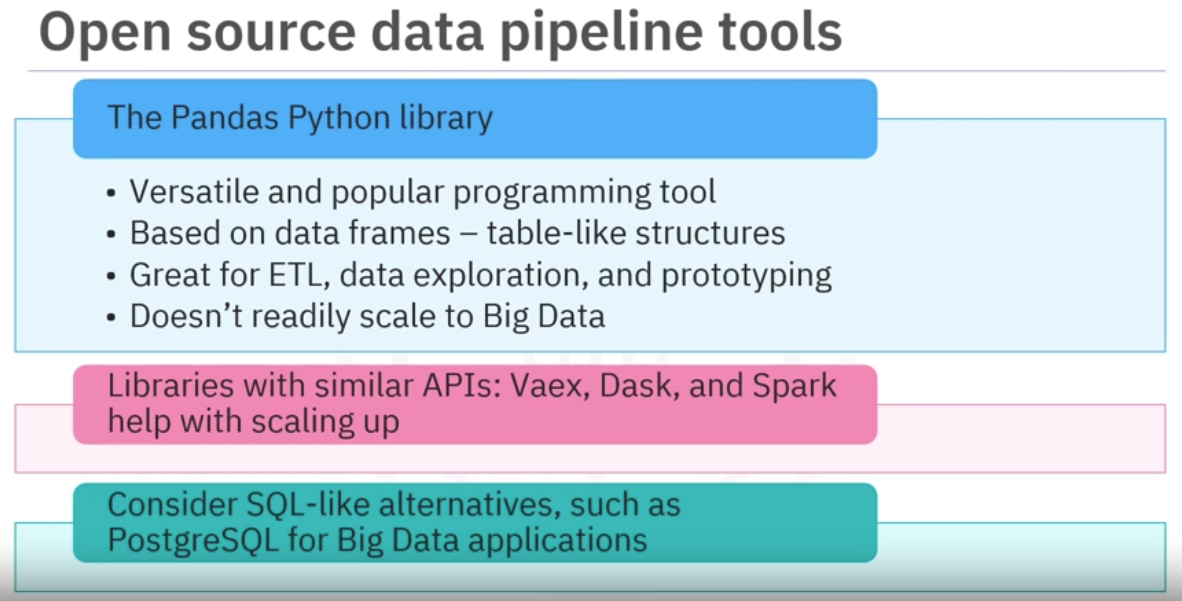 Open source data pipeline tools
The Pandas Python library
• Versatile and popular programming tool
• Based on data frames – table-like structures
• Great for ETL, data exploration, and prototyping
• Doesn’t readily scale to Big Data
Libraries with similar APIs: Vaex, Dask, and Spark
help with scaling up
Consider SQL-like alternatives, such as
PostgreSQL for Big Data applications